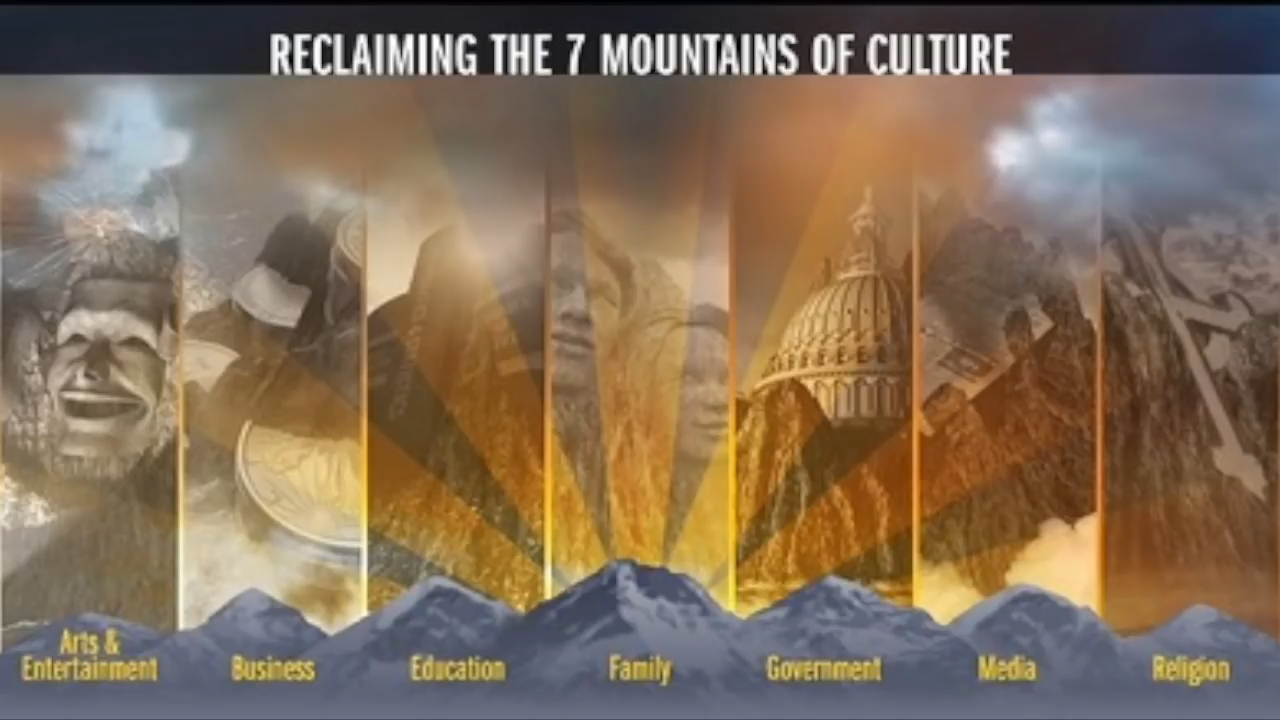 RECLAIMING THE 7 MOUNTAINS OF CULTURE
Arts &
Entertainment
Business
Education
Family
Government
Media
Religion